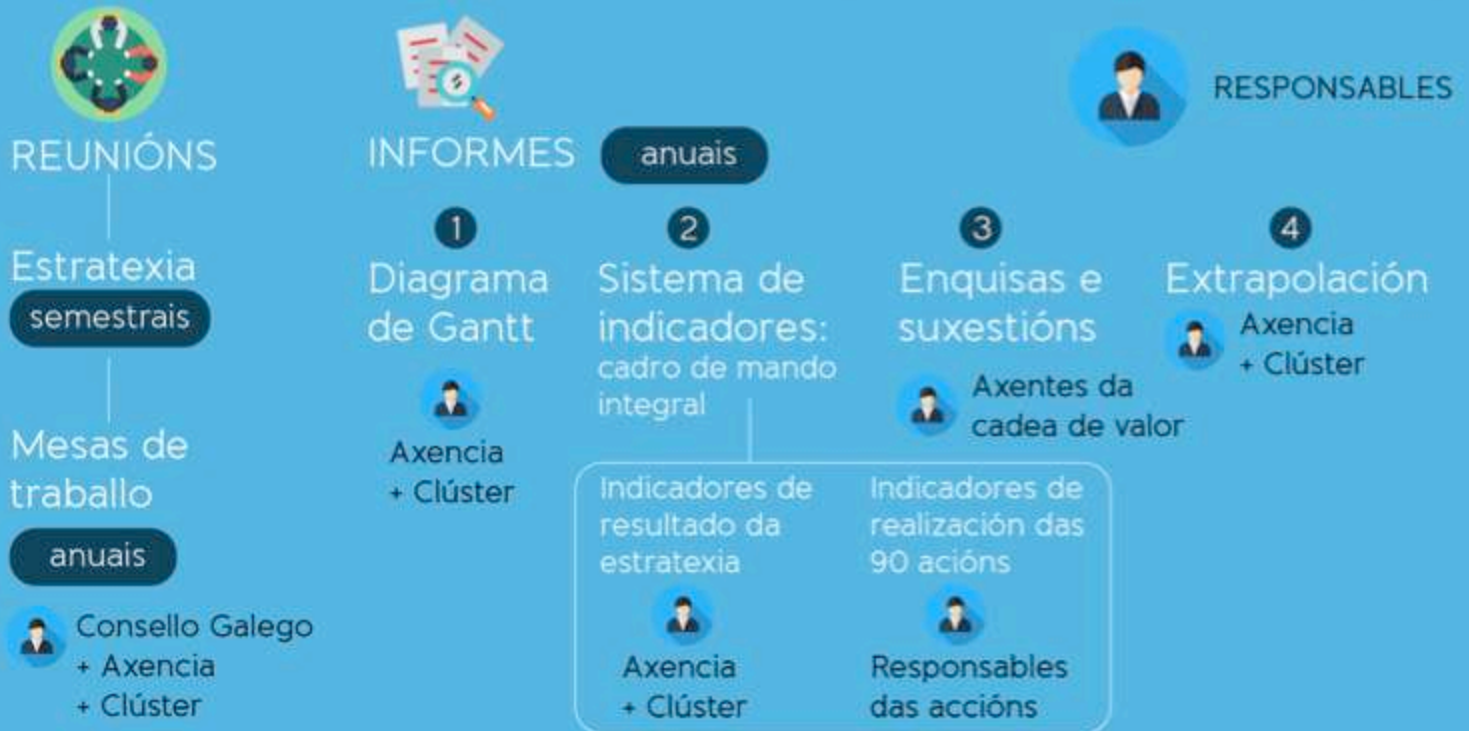 REUNIÓNS
Estratexia
semestrais
Mesas de
traballo
anuais
Consello Galego
+ Axencia
+ Clúster
INFORMES
anuais
RESPONSABLES
1
Diagrama
de Gantt
Axencia
+ Clúster
2
Sistema de
indicadores:
cadro de mando
integral
Indicadores de
resultado da
estratexia
Axencia
+ Clúster
Indicadores de
realización das
90 acións
Responsables
das accións
3
Enquisas e
suxestións
Axentes da
cadea de valor
4
Extrapolación
Axencia
+ Clúster